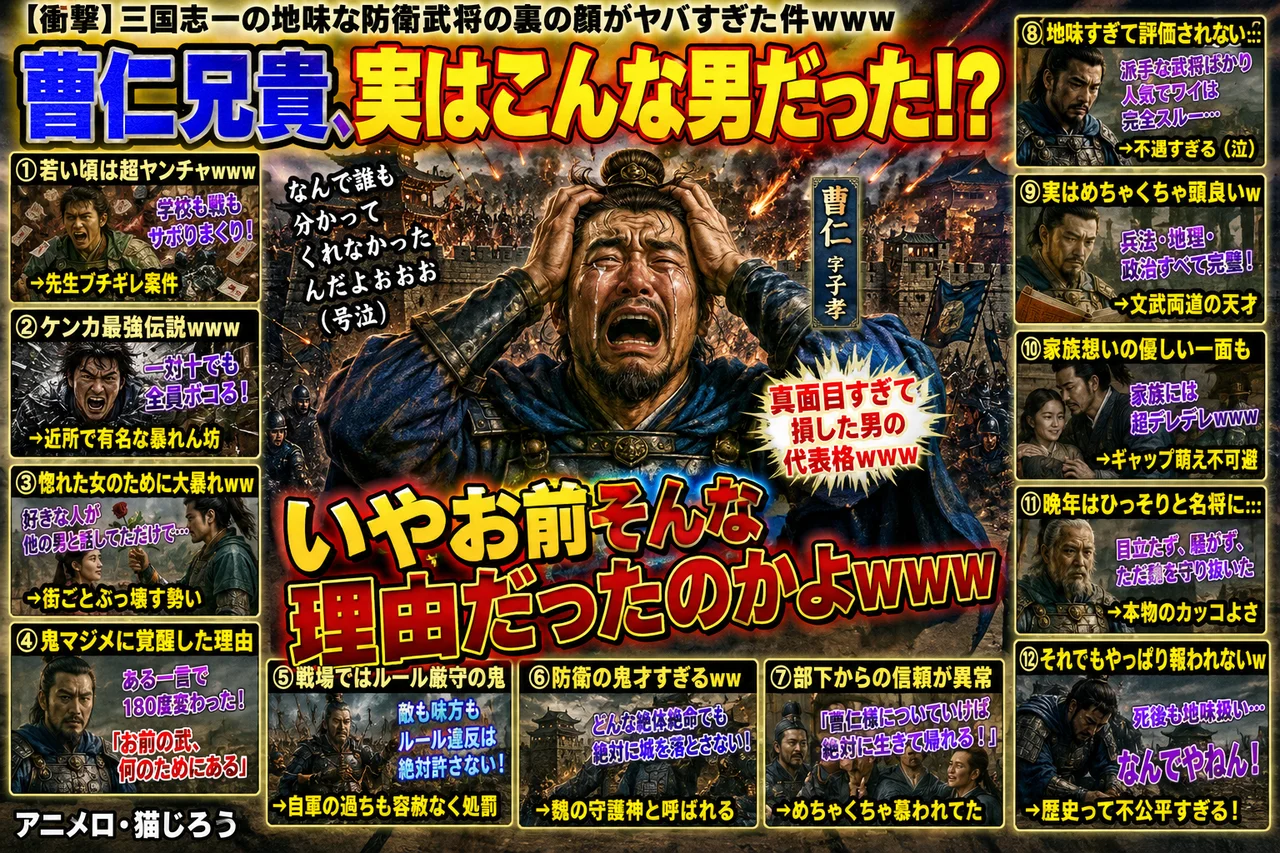 【衝撃】三国志一の地味な防衛武将の裏の顔がヤバすぎた件www
曹仁兄貴、実はこんな男だった!?
①若い頃は超ヤンチャwww
学校も戦も
サボりまくり!
→先生ブチギレ案件
②ケンカ最強伝説www
一対十でも
全員ボコる!
→近所で有名な暴れん坊
③惚れた女のために大暴れww
好きな人が
他の男と話してただけで…
→街ごとぶっ壊す勢い
④鬼マジメに覚醒した理由
ある一言で
180度変わった!
「お前の武、
何のためにある」
なんで誰も
分かって
くれなかった
んだよおおお
(号泣)
曹仁 字子孝
真面目すぎて
損した男の
代表格www
いやお前そんな
理由だったのかよwww
⑤戦場ではルール厳守の鬼
敵も味方も
ルール違反は
絶対許さない!
→自軍の過ちも容赦なく処罰
⑥防衛の鬼才すぎるww
どんな絶体絶命でも
絶対に城を落とさない!
→魏の守護神と呼ばれる
⑦部下からの信頼が異常
「曹仁様についていけば
絶対に生きて帰れる!」
→めちゃくちゃ慕われてた
⑧地味すぎて評価されない:::
派手な武将ばかり
人気でワイは
完全スルー…
→不遇すぎる(泣)
⑨実はめちゃくちゃ頭良いw
兵法・地理・
政治すべて完璧!
→文武両道の天才
⑩家族想いの優しい一面も
家族には
超デレデレwww
→ギャップ萌え不可避
⑪晩年はひっそりと名将に:::
目立たず、騒がず、
ただ魏を守り抜いた
→本物のカッコよさ
⑫それでもやっぱり報われないw
死後も地味扱い…
なんでやねん!
→歴史って不公平すぎる!
アニメロ・猫じろう